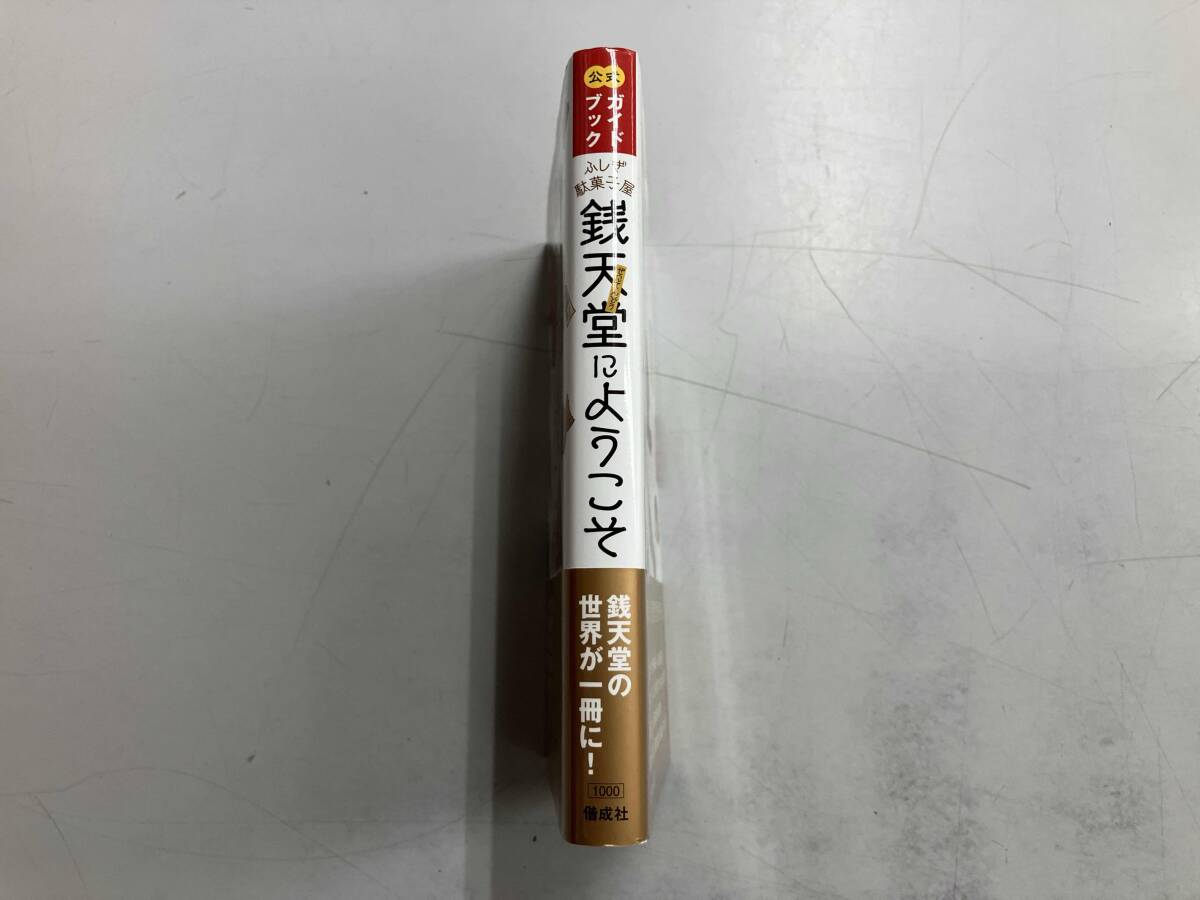 公式
ガイド
ブック
ふしぎ
駄菓子屋
銭天堂にようこそ
銭天堂の
世界が一冊に!
1000
偕成社